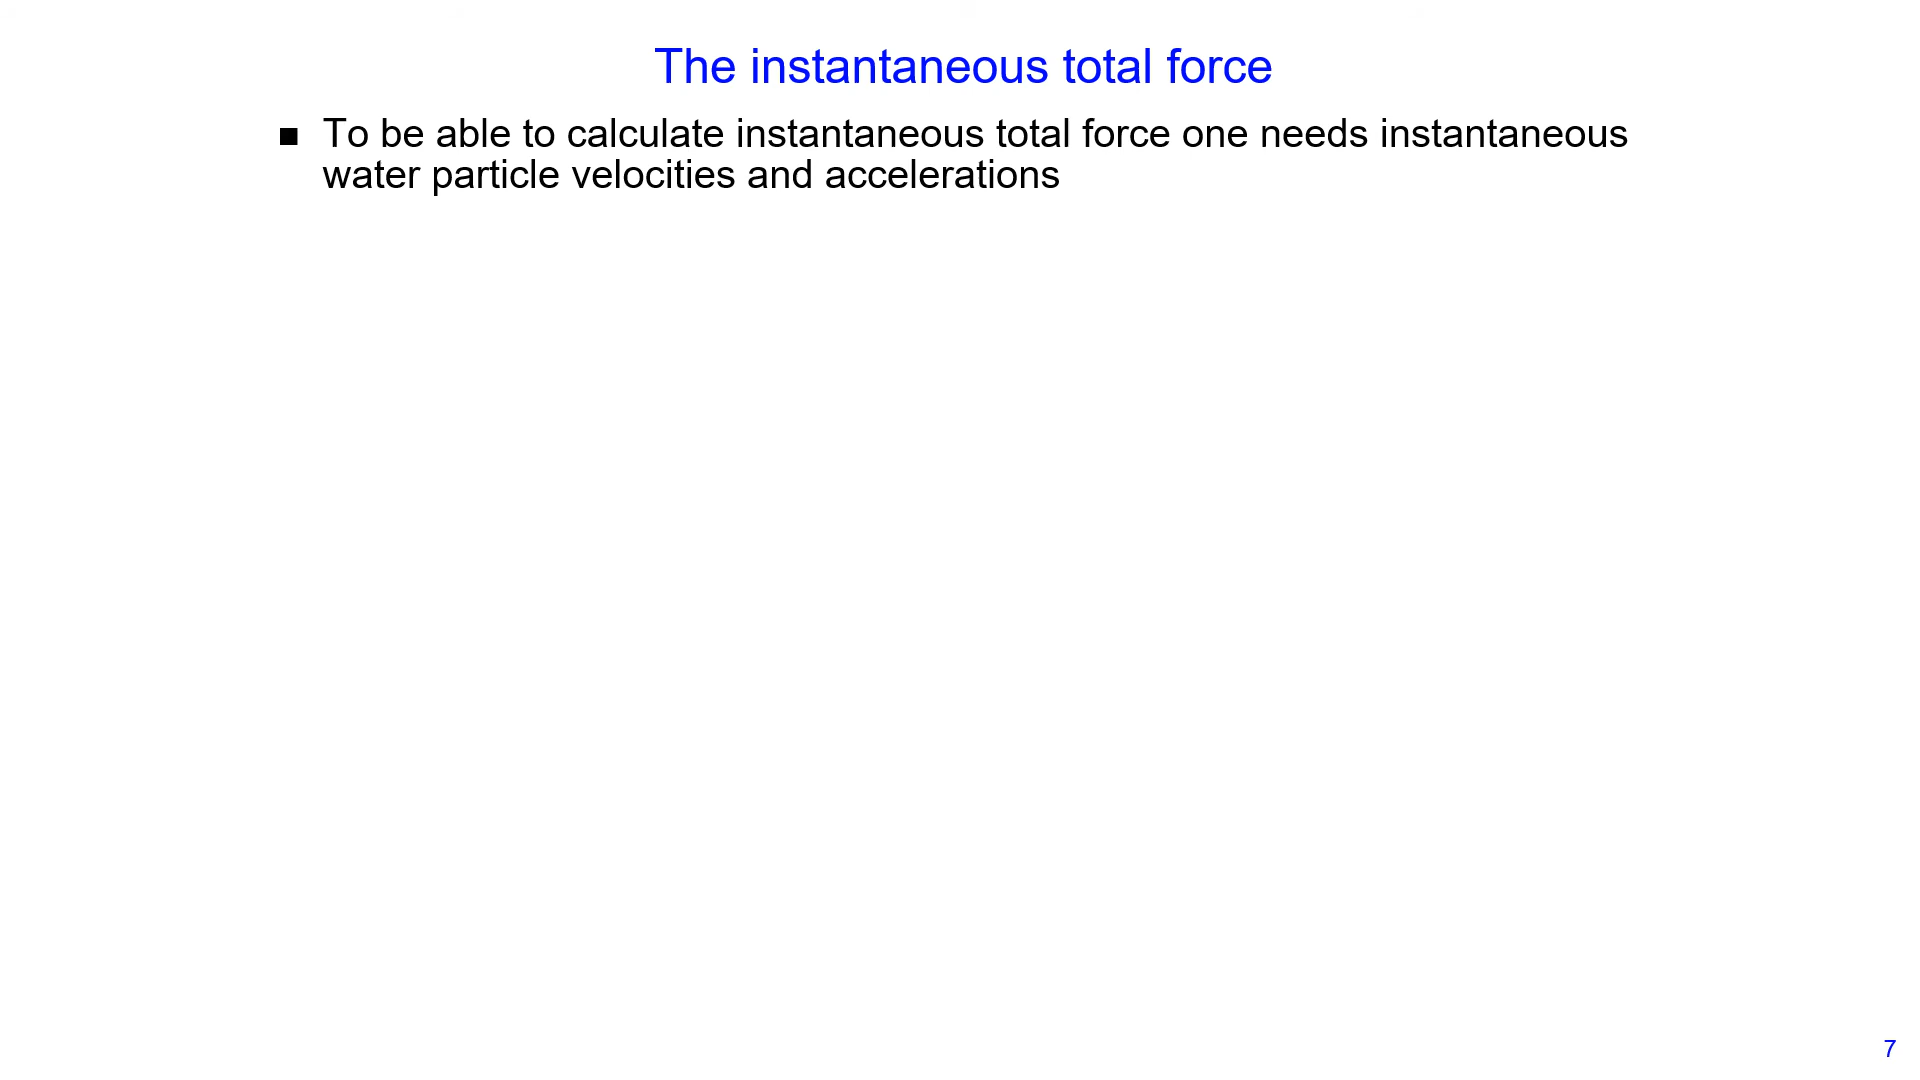 The instantaneous total force
■ To be able to calculate instantaneous total force one needs instantaneous
water particle velocities and accelerations
7